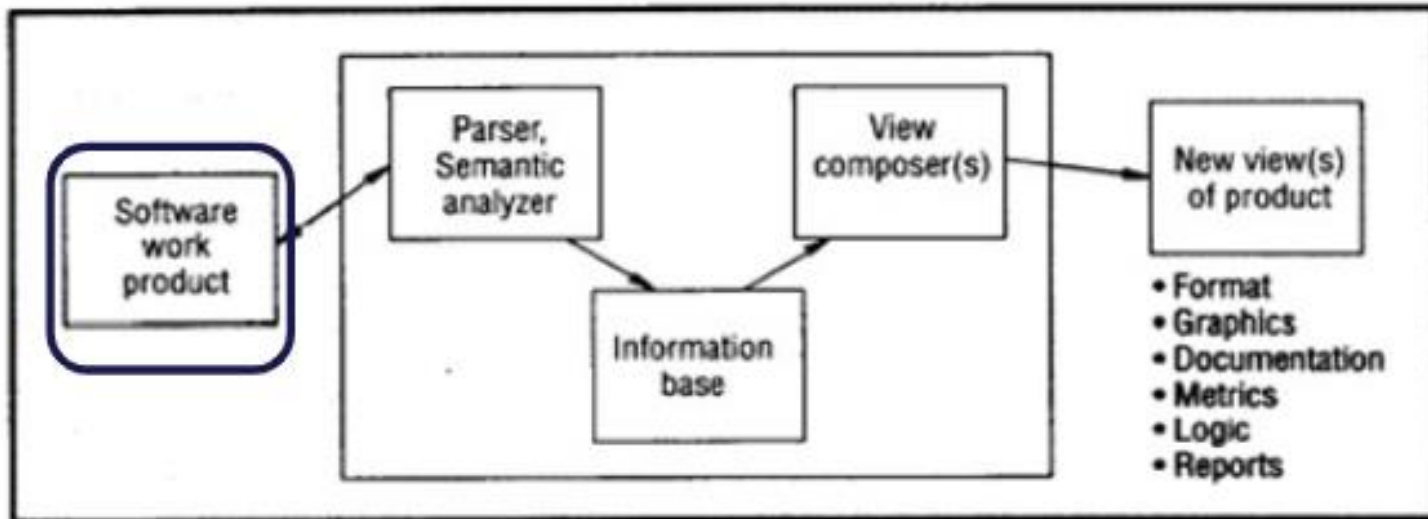 Software
work
product
Parser,
Semantic
analyzer
Information
base
View
composer(s)
New view(s)
of product
• Format
• Graphics
• Documentation
• Metrics
• Logic
• Reports